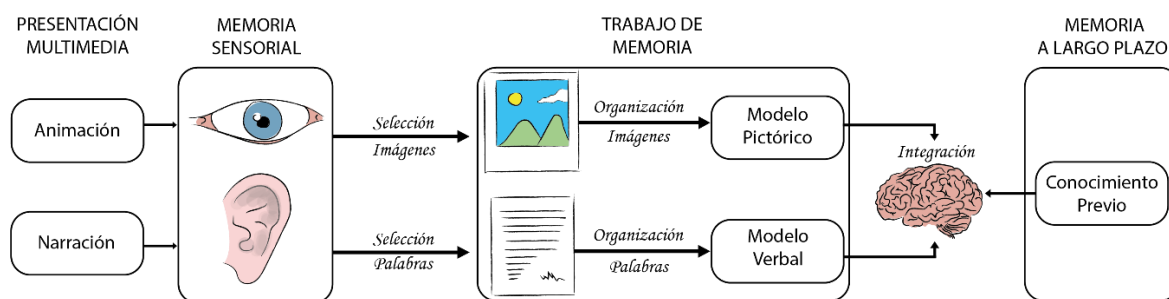 PRESENTACIÓN
MULTIMEDIA
MEMORIA
SENSORIAL
TRABAJO DE
MEMORIA
MEMORIA
A LARGO PLAZO
Animación
Narración
Selección
Imágenes
Selección
Palabras
Organización
Imágenes
Organización
Palabras
Modelo
Pictórico
Modelo
Verbal
Integración
Conocimiento
Previo